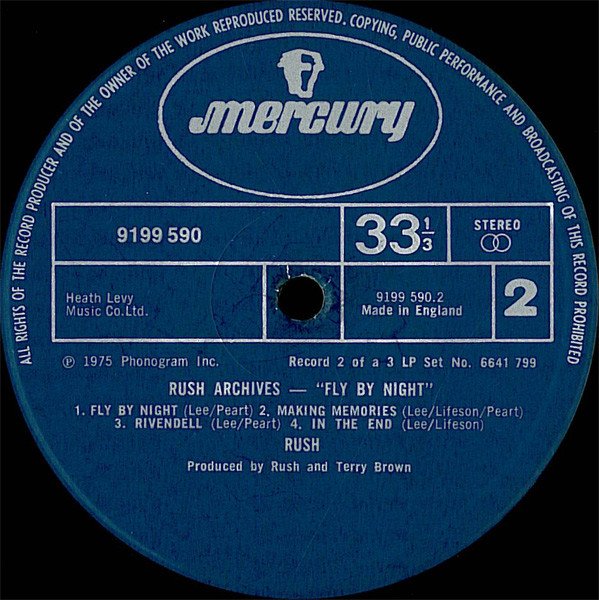 ALL RIGHTS OF THE RECORD PRODUCER AND OF THE OWNER OF THE WORK REPRODUCED RESERVED. COPYING, PUBLIC PERFORMANCE AND BROADCASTING OF THIS RECORD PROHIBITED
mercury
9199 590
33 1/3
STEREO
Heath Levy
Music Co.Ltd.
9199 590.2
Made in England
2
Ⓟ 1975 Phonogram Inc.
Record 2 of a 3 LP Set No. 6641 799
RUSH ARCHIVES — "FLY BY NIGHT"
1. FLY BY NIGHT (Lee/Peart) 2. MAKING MEMORIES (Lee/Lifeson/Peart)
3. RIVENDELL (Lee/Peart) 4. IN THE END (Lee/Lifeson)
RUSH
Produced by Rush and Terry Brown